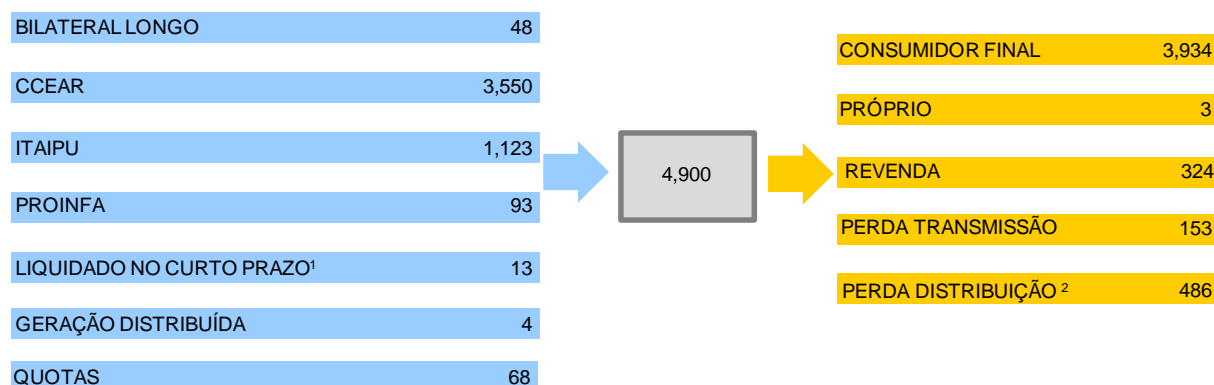 BILATERAL LONGO 48
CCEAR 3,550
ITAIPU 1,123
PROINFA 93
LIQUIDADO NO CURTO PRAZO¹ 13
GERAÇÃO DISTRIBUÍDA 4
QUOTAS 68
4,900
CONSUMIDOR FINAL 3,934
PRÓPRIO 3
REVENDA 324
PERDA TRANSMISSÃO 153
PERDA DISTRIBUIÇÃO ² 486